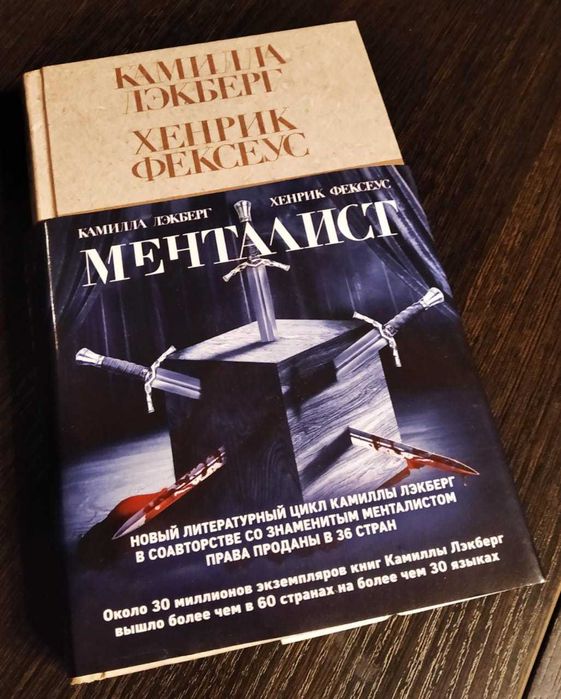 КАМИЛЛА
ЛЭКБЕРГ
ХЕНРИК
ФЕКСЕУС
КАМИЛЛА ЛЭКБЕРГ ХЕНРИК ФЕКСЕУС
МЕНТАЛИСТ
НОВЫЙ ЛИТЕРАТУРНЫЙ ЦИКЛ КАМИЛЛЫ ЛЭКБЕРГ
В СОАВТОРСТВЕ СО ЗНАМЕНИТЫМ МЕНТАЛИСТОМ
ПРАВА ПРОДАНЫ В 36 СТРАН
Около 30 миллионов экземпляров книг Камиллы Лэкберг
вышло более чем в 60 странах на более чем 30 языках